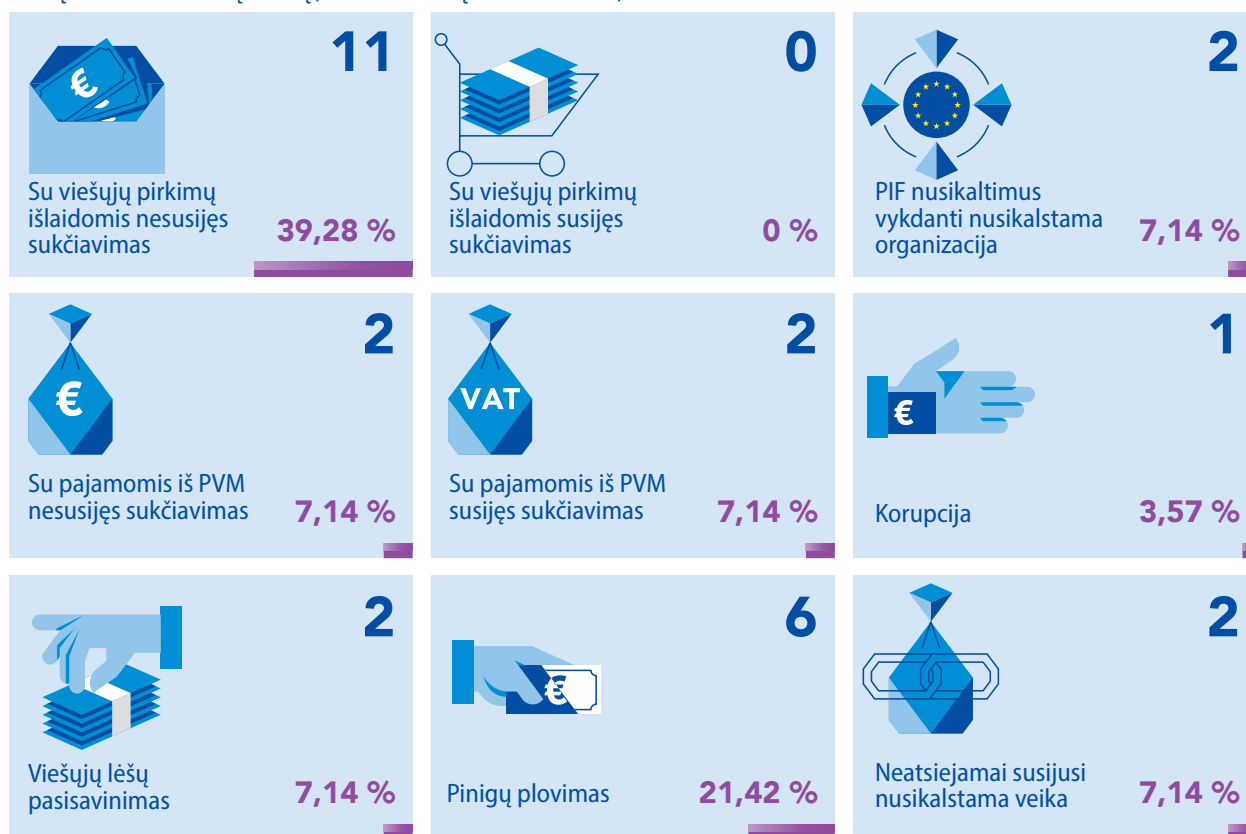 11
€
Su viešųjų pirkimų
išlaidomis nesusijęs
sukčiavimas
39,28 %
0
Su viešųjų pirkimų
išlaidomis susijęs
sukčiavimas
0 %
2
PIF nusikaltimus
vykdanti nusikalstama
organizacija
7,14 %
2
€
Su pajamomis iš PVM
nesusijęs sukčiavimas
7,14 %
2
VAT
Su pajamomis iš PVM
susijęs sukčiavimas
7,14 %
1
€
Korupcija
3,57 %
2
Viešųjų lėšų
pasisavinimas
7,14 %
6
€
Pinigų plovimas
21,42 %
2
Neatsiejamai susijusi
nusikalstama veika
7,14 %